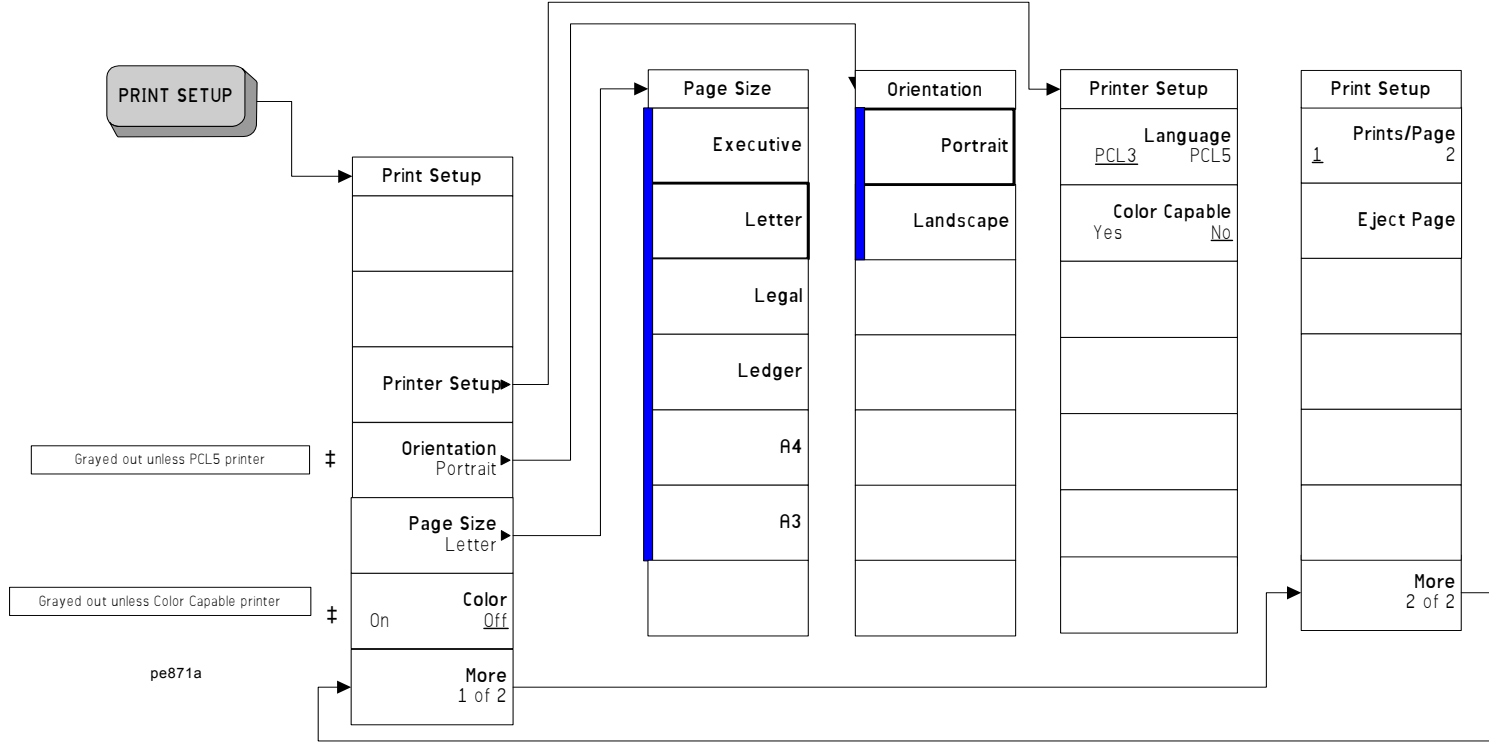 PRINT SETUP
Print Setup
Printer Setup
Orientation
Portrait
Page Size
Letter
Color
On Off
More
1 of 2
Grayed out unless PCL5 printer ‡
Grayed out unless Color Capable printer ‡
pe871a
Page Size
Executive
Letter
Legal
Ledger
A4
A3
Orientation
Portrait
Landscape
Printer Setup
Language
PCL3 PCL5
Color Capable
Yes No
Print Setup
Prints/Page
1 2
Eject Page
More
2 of 2